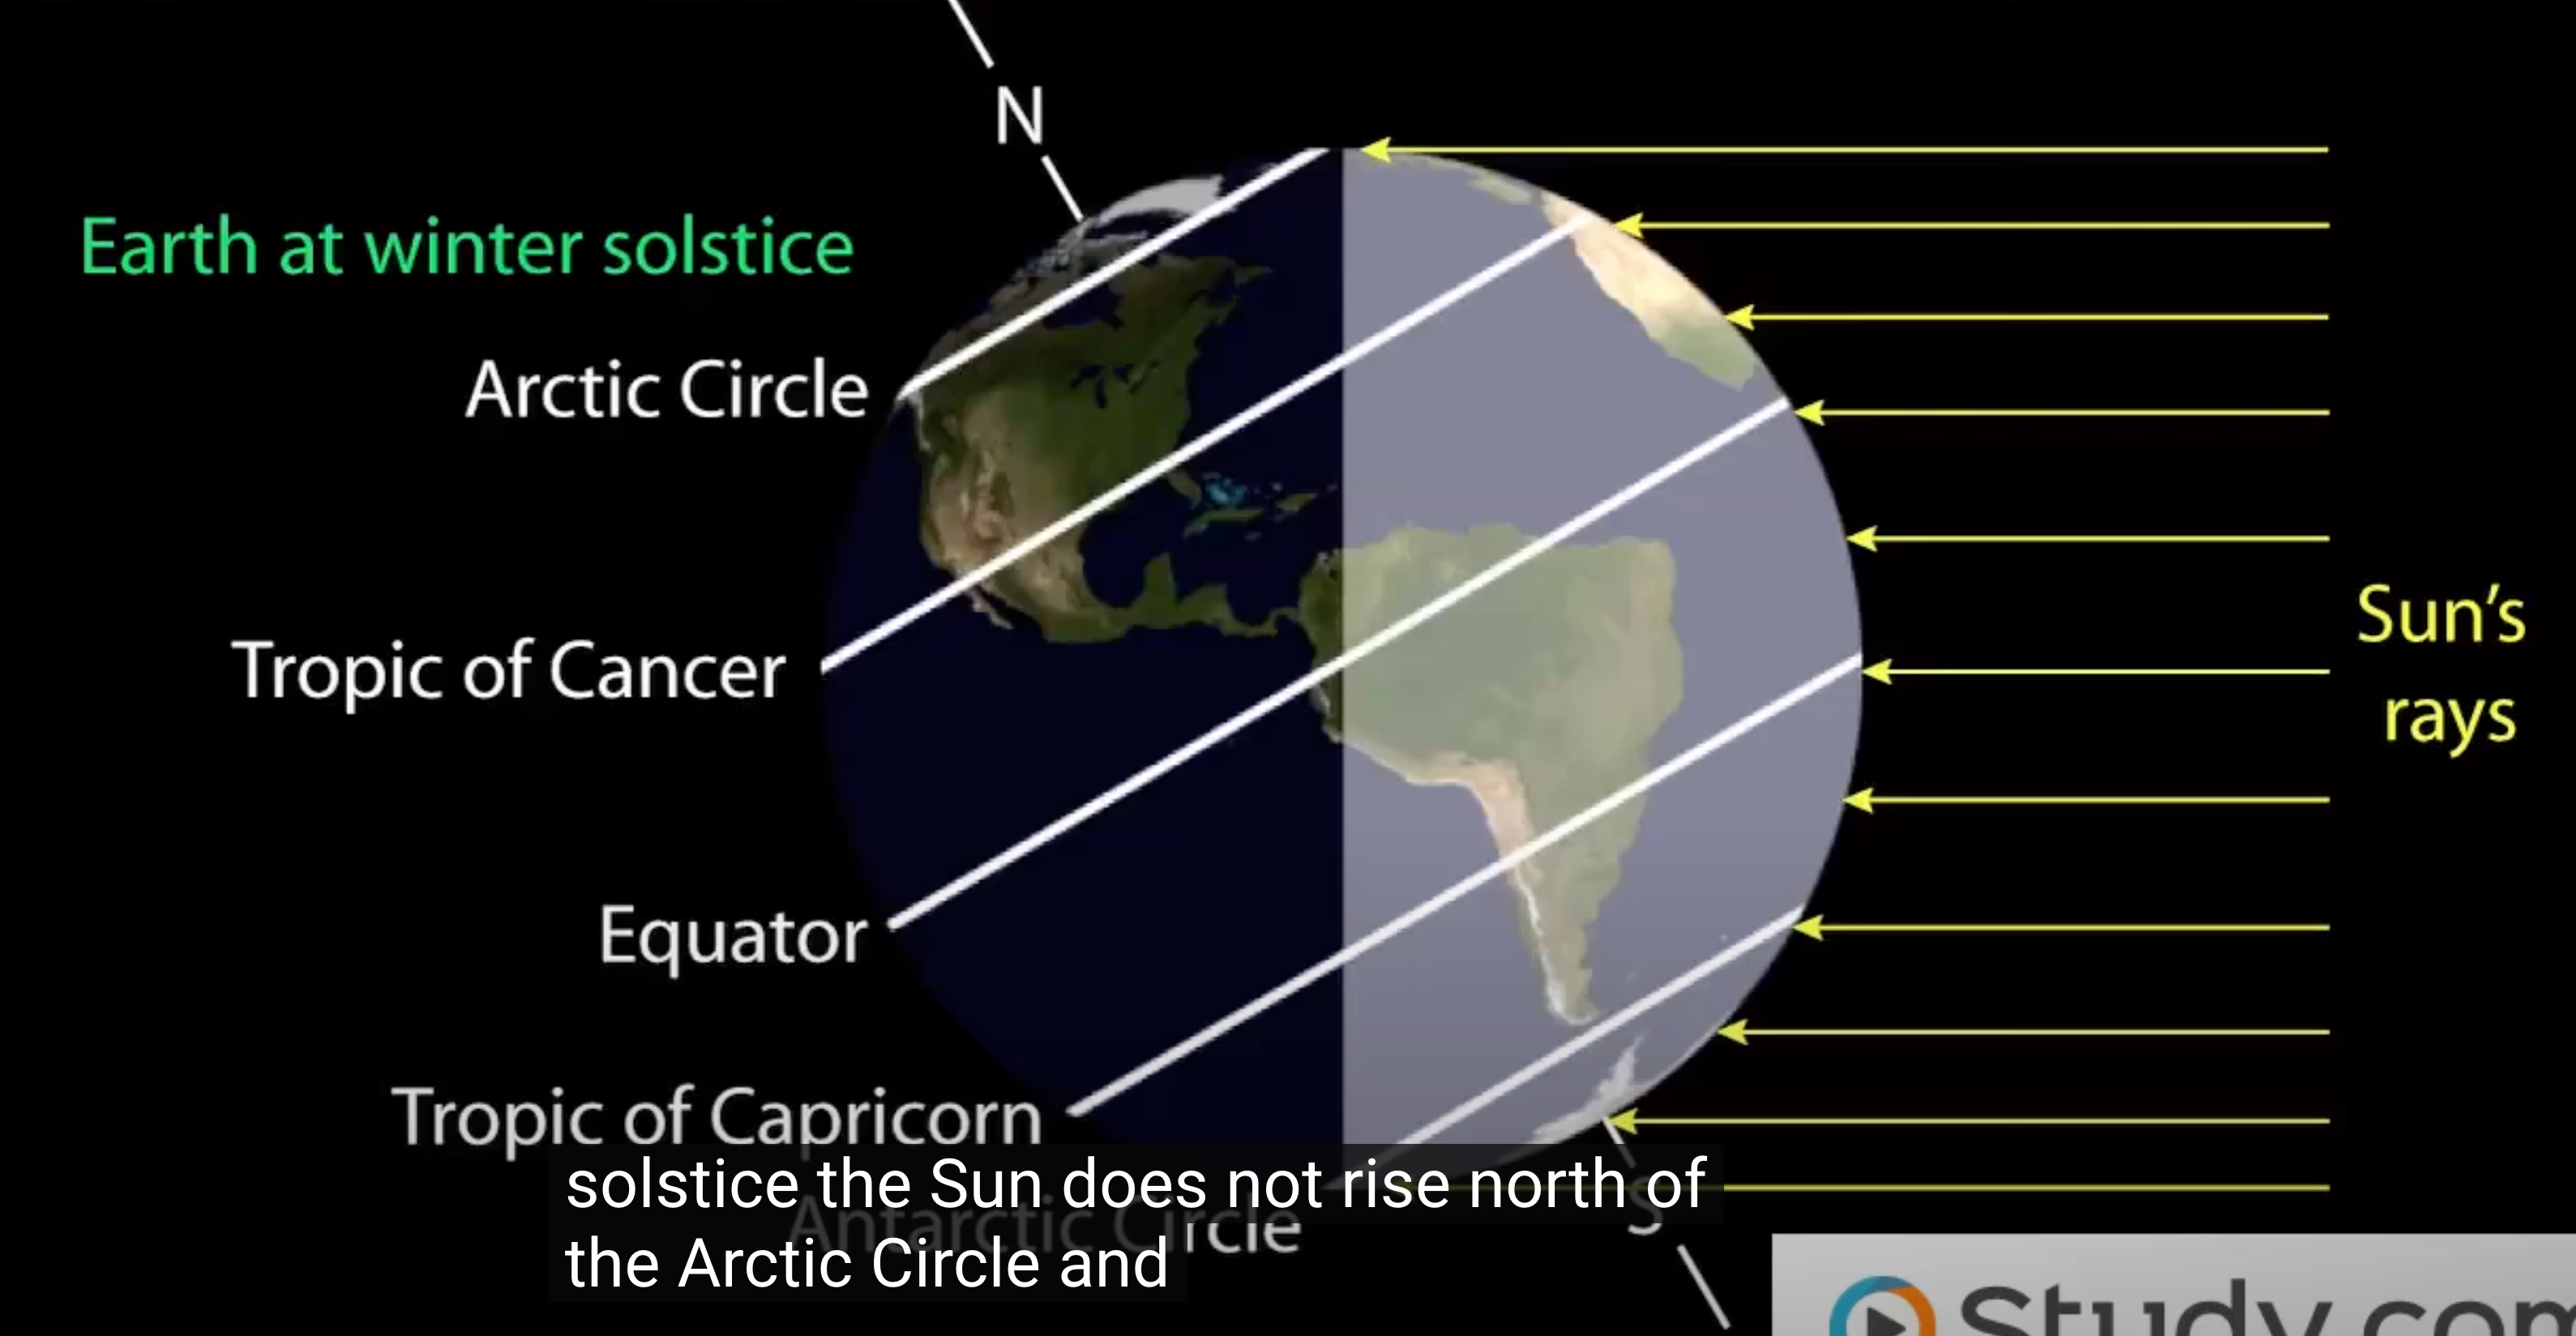 N
Earth at winter solstice
Arctic Circle
Tropic of Cancer
Sun's
rays
Equator
Tropic of Capricorn
solstice the Sun does not rise north of
Antarctic Circle
S
the Arctic Circle and
Study.com